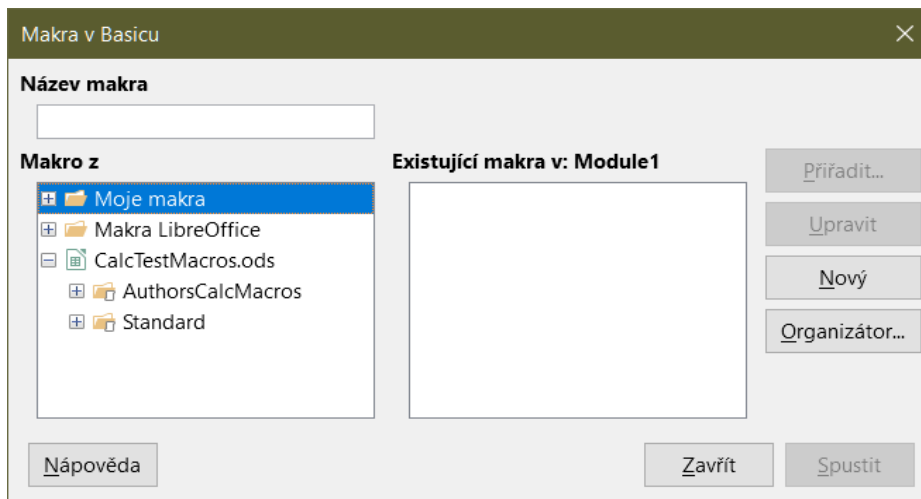 Makra v Basicu
Název makra
Makro z
Existující makra v: Module1
Přiřadit...
Moje makra
Upravit
Makra LibreOffice
CalcTestMacros.ods
Nový
AuthorsCalcMacros
Standard
Organizátor...
Nápověda
Zavřít
Spustit